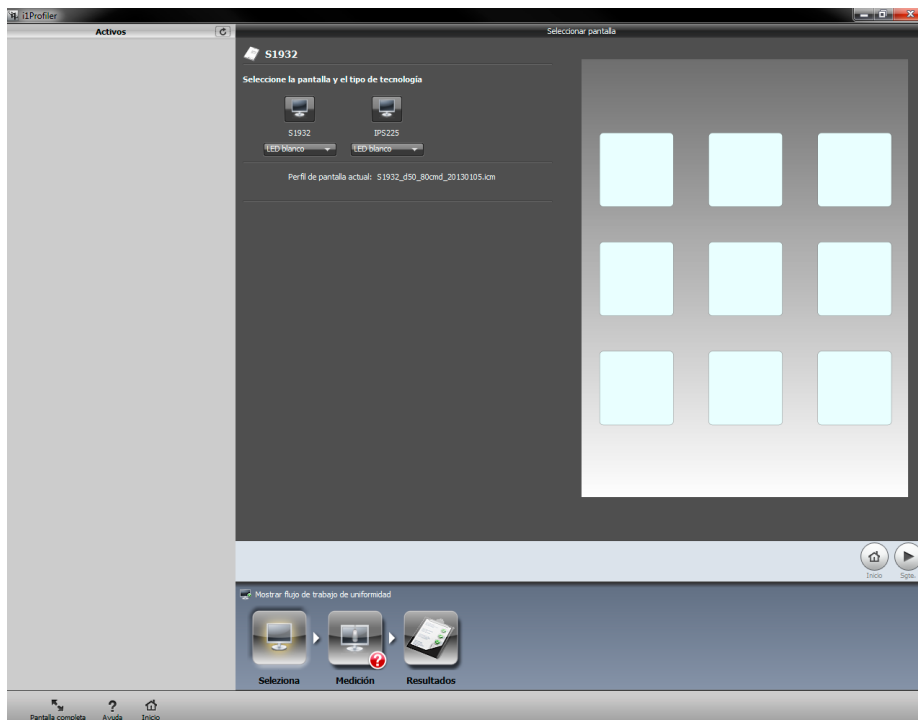 i1Profiler
Activos
Seleccionar pantalla
S1932
Seleccione la pantalla y el tipo de tecnología
S1932 IPS225
LED blanco LED blanco
Perfil de pantalla actual: S1932_d50_80cmd_20130105.icm
Inicio Sgte.
Mostrar flujo de trabajo de uniformidad
?
Seleziona Medición Resultados
?
Pantalla completa Ayuda Inicio